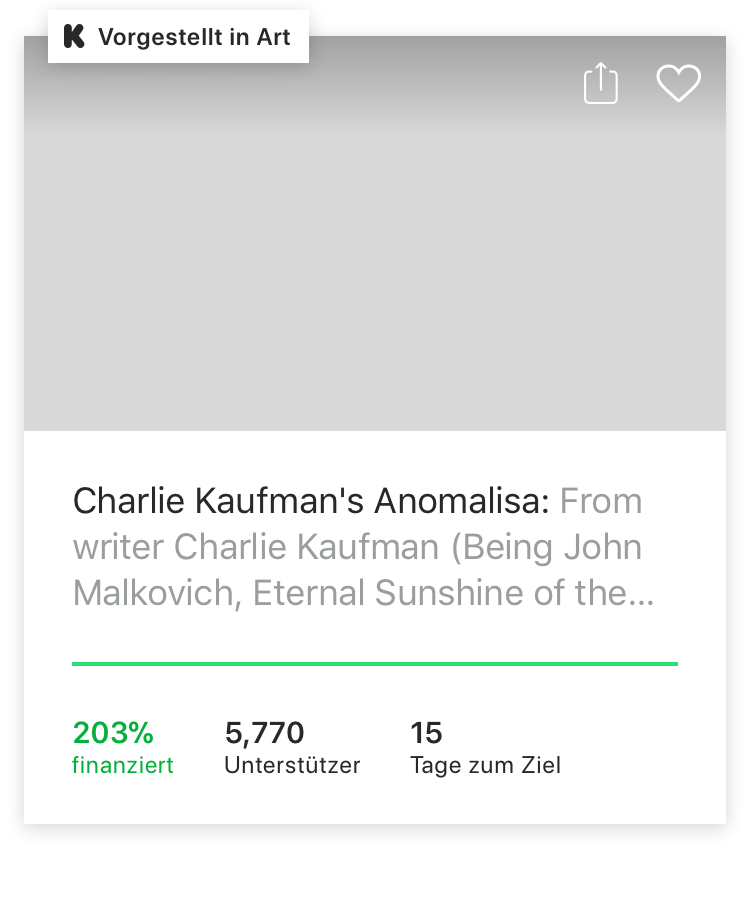 Vorgestellt in Art
Charlie Kaufman's Anomalisa: From
writer Charlie Kaufman (Being John
Malkovich, Eternal Sunshine of the...
203%
finanziert
5,770
Unterstützer
15
Tage zum Ziel